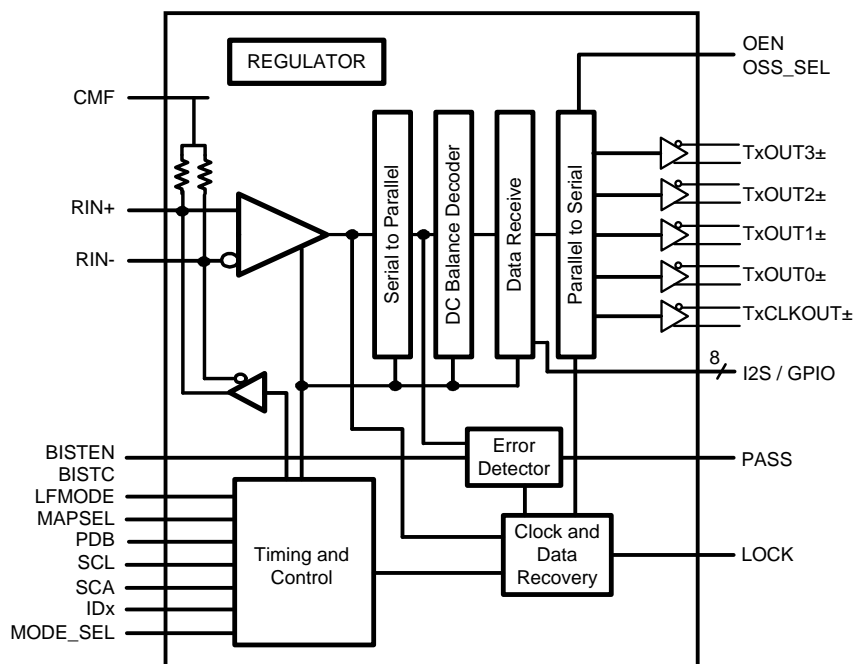 REGULATOR
OEN
OSS_SEL
CMF
RIN+
RIN-
Serial to Parallel
DC Balance Decoder
Data Receive
Parallel to Serial
TxOUT3±
TxOUT2±
TxOUT1±
TxOUT0±
TxCLKOUT±
8
I2S / GPIO
BISTEN
BISTC
LFMODE
MAPSEL
PDB
SCL
SCA
IDx
MODE_SEL
Timing and
Control
Error
Detector
PASS
Clock and
Data
Recovery
LOCK